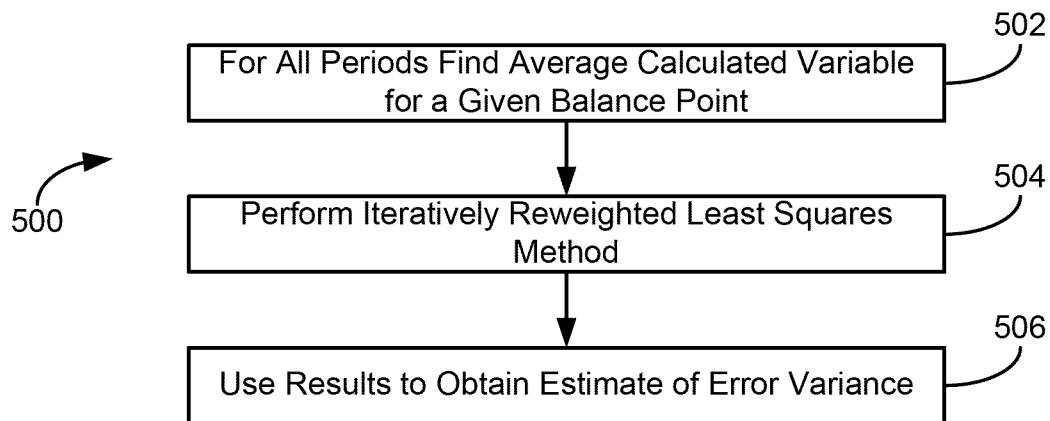 502
For All Periods Find Average Calculated Variable
for a Given Balance Point
500
504
Perform Iteratively Reweighted Least Squares
Method
506
Use Results to Obtain Estimate of Error Variance